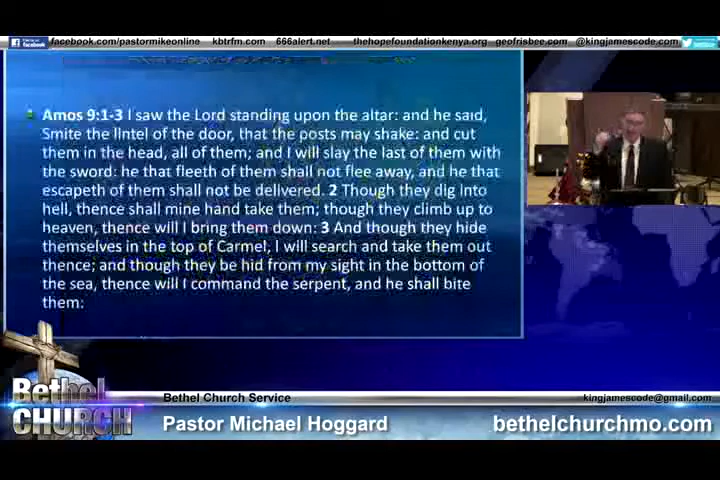 facebook.com/pastormikeonline kbtrfm.com 666alert.net thehopefoundationkenya.org geofrisbee.com @kingjamescode.com
Amos 9:1-3 I saw the Lord standing upon the altar: and he said,
Smite the lintel of the door, that the posts may shake: and cut
them in the head, all of them; and I will slay the last of them with
the sword: he that fleeth of them shall not flee away, and he that
escapeth of them shall not be delivered. 2 Though they dig into
hell, thence shall mine hand take them; though they climb up to
heaven, thence will I bring them down: 3 And though they hide
themselves in the top of Carmel, I will search and take them out
thence; and though they be hid from my sight in the bottom of
the sea, thence will I command the serpent, and he shall bite
them:
Bethel
CHURCH
Bethel Church Service
kingjamescode@gmail.com
Pastor Michael Hoggard
bethelchurchmo.com